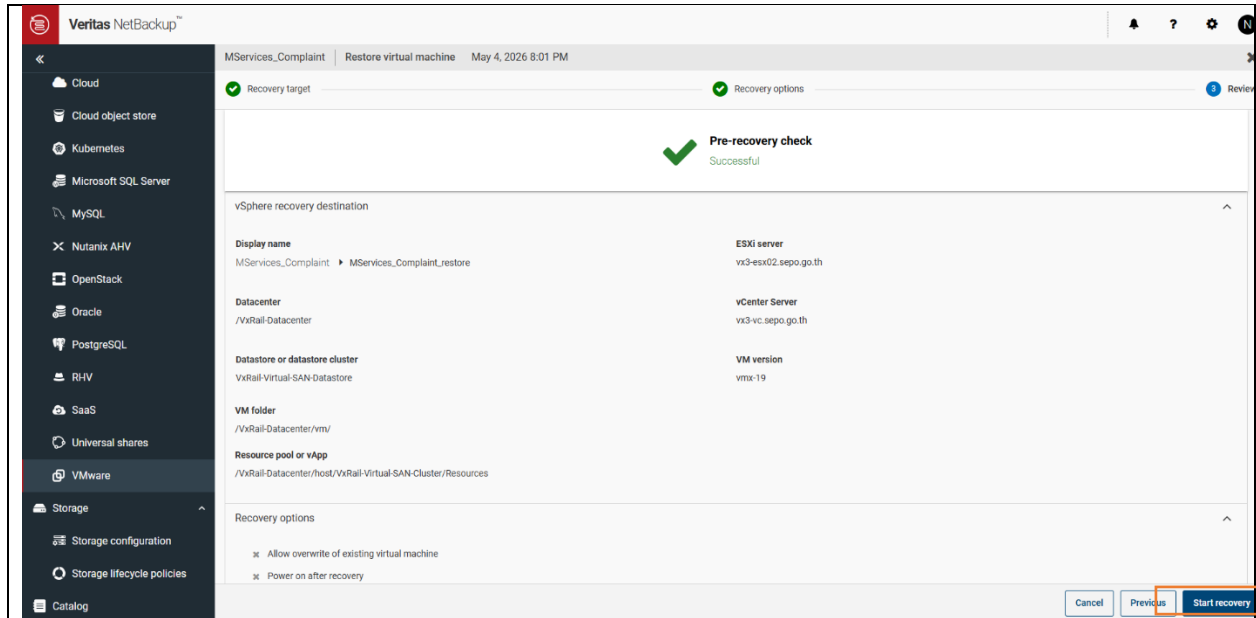 Veritas NetBackup™
?
N
«
MServices_Complaint
Restore virtual machine
May 4, 2026 8:01 PM
Cloud
Cloud object store
Kubernetes
Microsoft SQL Server
MySQL
Nutanix AHV
OpenStack
Oracle
PostgreSQL
RHV
SaaS
Universal shares
VMware
Storage
Storage configuration
Storage lifecycle policies
Catalog
Recovery target
Recovery options
3 Review
Pre-recovery check
Successful
vSphere recovery destination
Display name
MServices_Complaint ▸ MServices_Complaint_restore
ESXi server
vx3-esx02.sepo.go.th
Datacenter
/VxRail-Datacenter
vCenter Server
vx3-vc.sepo.go.th
Datastore or datastore cluster
VxRail-Virtual-SAN-Datastore
VM version
vmx-19
VM folder
/VxRail-Datacenter/vm/
Resource pool or vApp
/VxRail-Datacenter/host/VxRail-Virtual-SAN-Cluster/Resources
Recovery options
Allow overwrite of existing virtual machine
Power on after recovery
Cancel
Previous
Start recovery